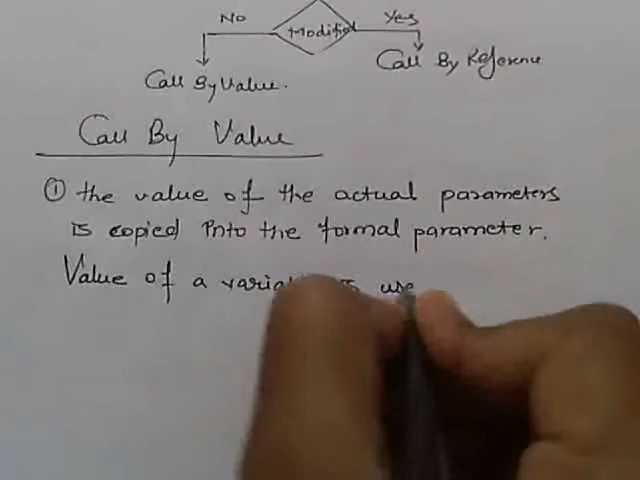 No Modified Yes
Call By Value. Call By Reference
Call By Value
① the value of the actual parameters
is copied into the formal parameter.
Value of a use